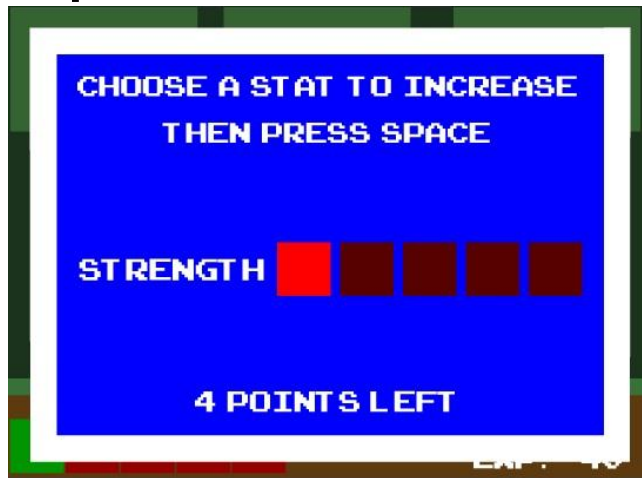 CHOOSE A STAT TO INCREASE
THEN PRESS SPACE
STRENGTH
4 POINTS LEFT